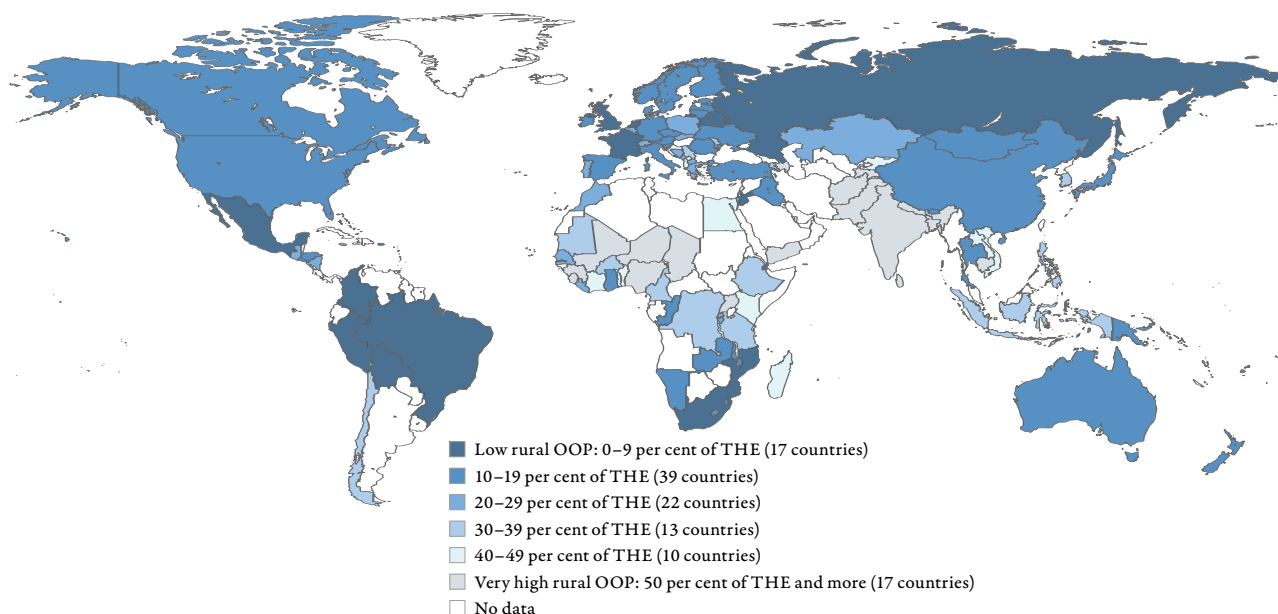 Low rural OOP: 0–9 per cent of THE (17 countries)
10–19 per cent of THE (39 countries)
20–29 per cent of THE (22 countries)
30–39 per cent of THE (13 countries)
40–49 per cent of THE (10 countries)
Very high rural OOP: 50 per cent of THE and more (17 countries)
No data